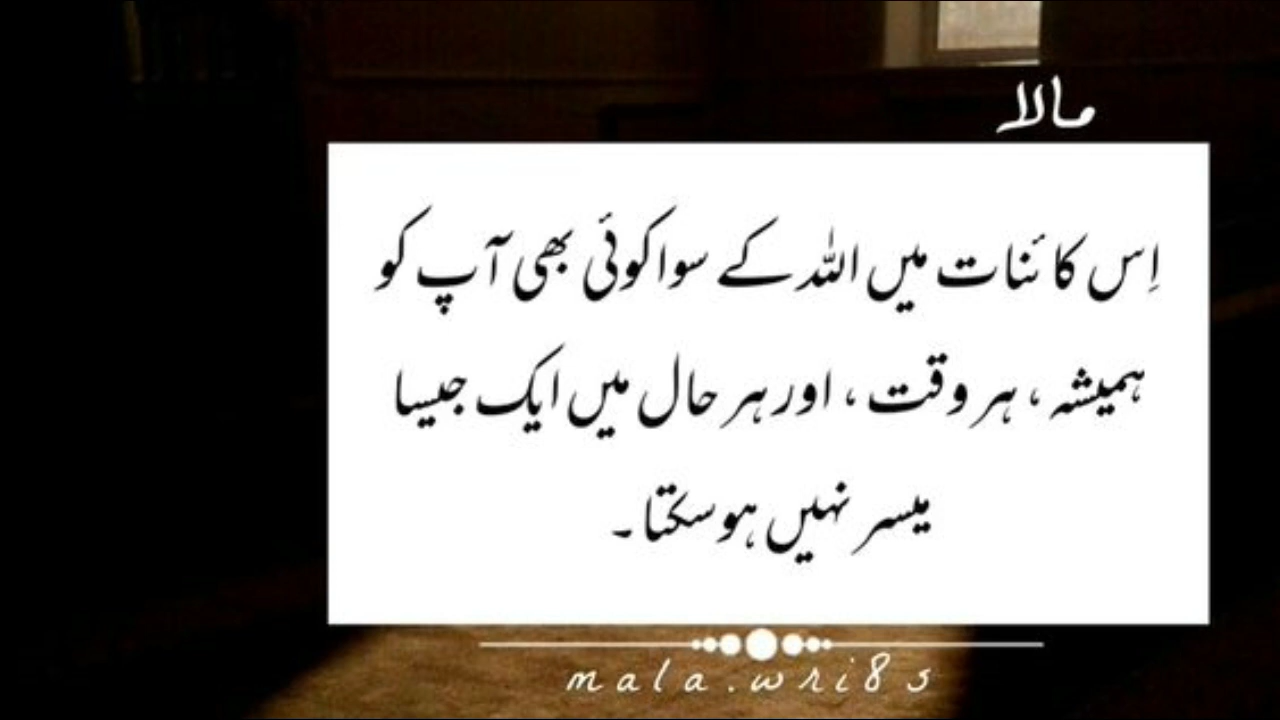 مالا
اِس کائنات میں اللہ کے سوا کوئی بھی آپ کو
ہمیشہ، ہر وقت، اور ہر حال میں ایک جیسا
میسر نہیں ہو سکتا۔
mala.wri8s